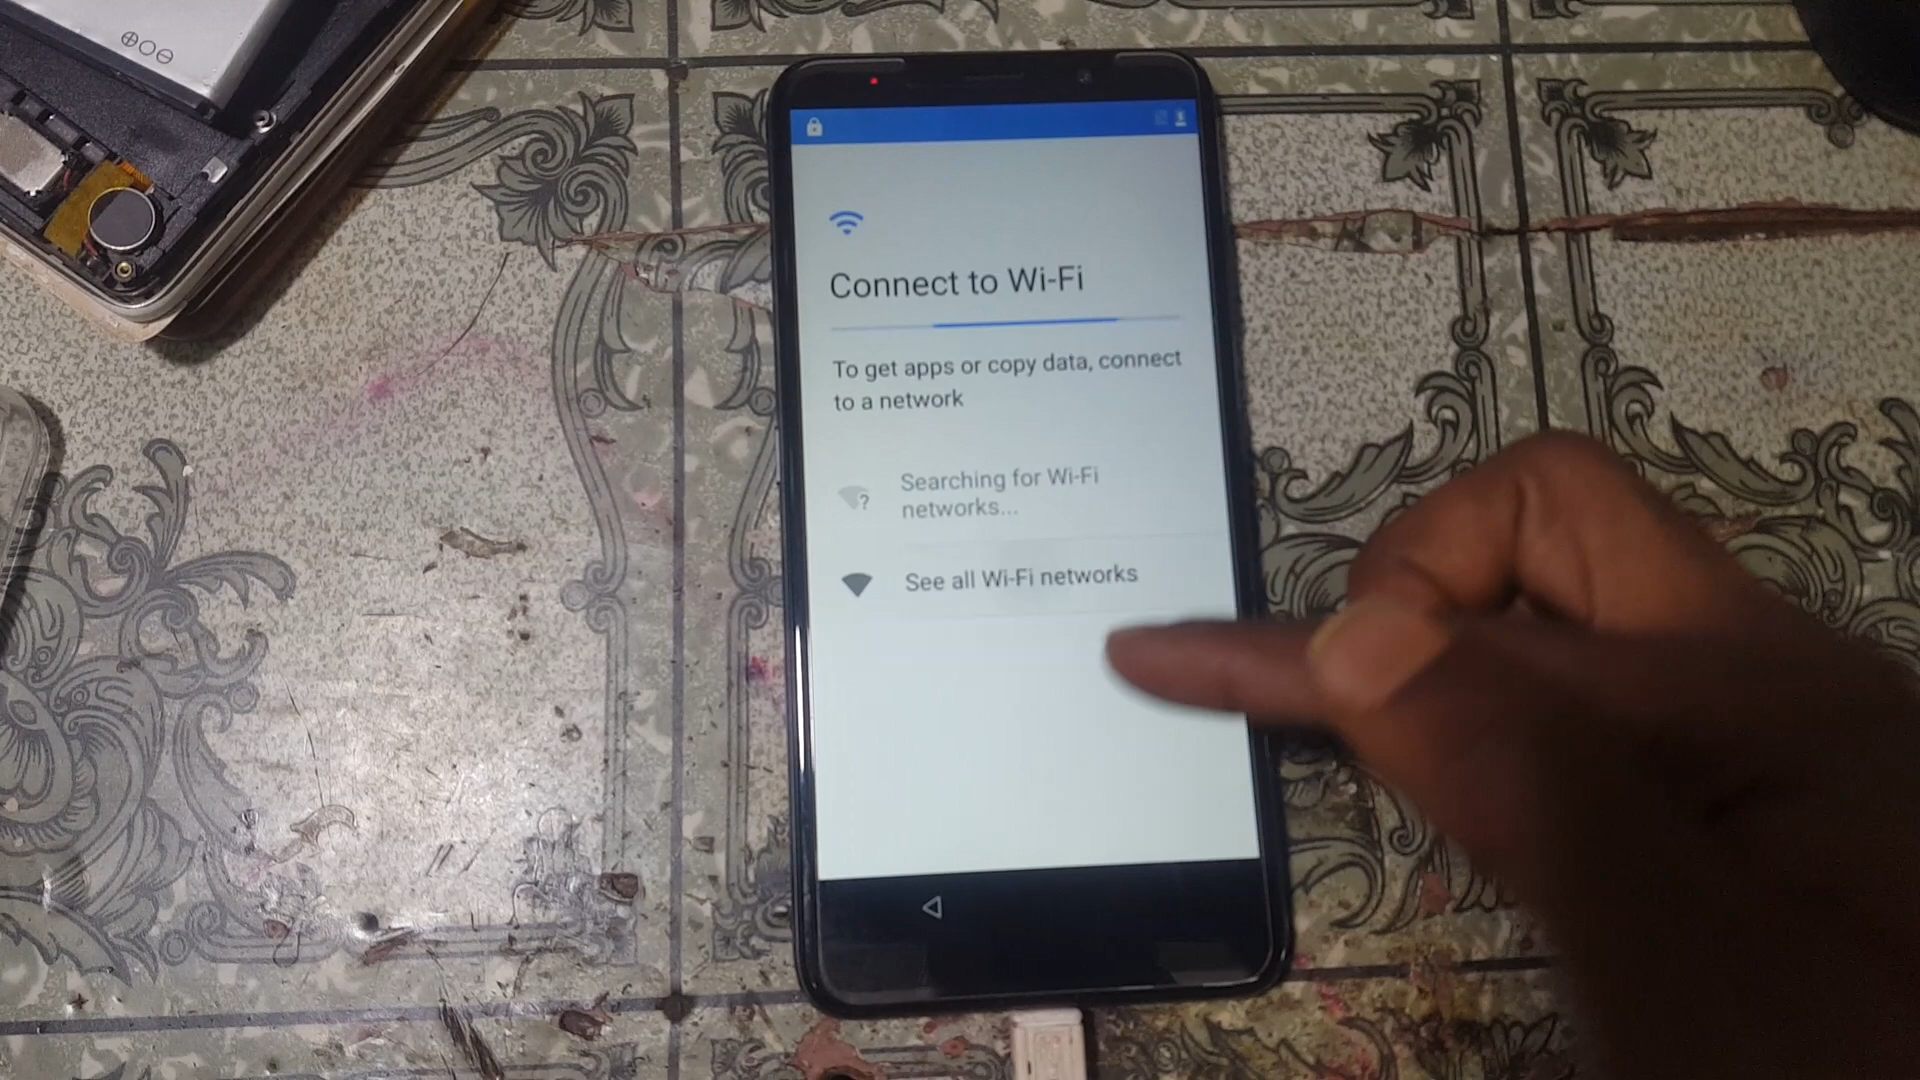 Connect to Wi-Fi
To get apps or copy data, connect
to a network
Searching for Wi-Fi
networks...
See all Wi-Fi networks